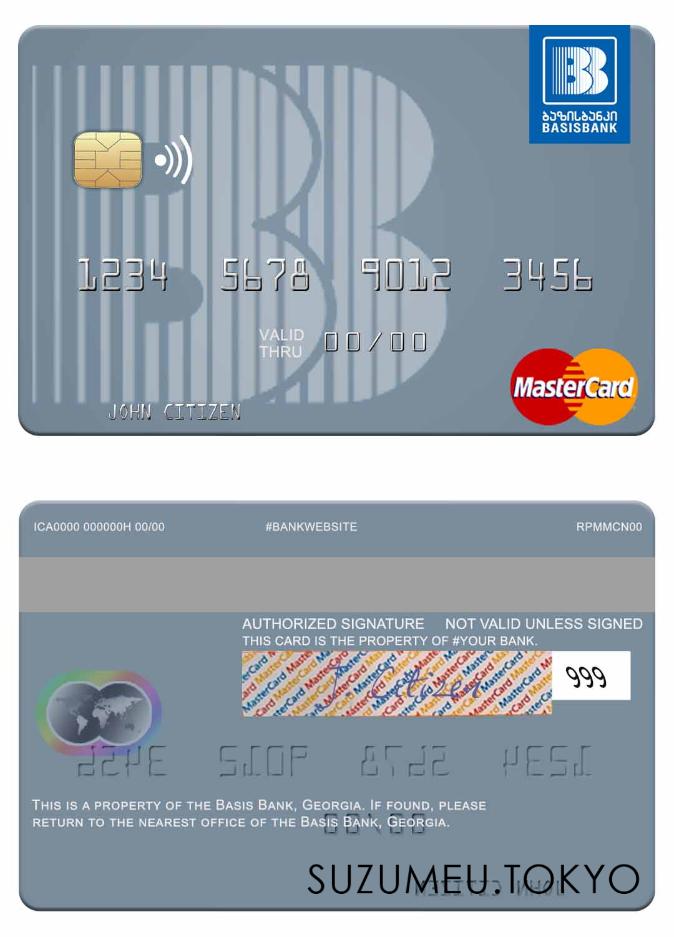 ბაზისბანკი
BASISBANK
1234 5678 9012 3456
VALID
THRU 00/00
MasterCard
JOHN CITIZEN
ICA0000 000000H 00/00 #BANKWEBSITE RPMMCN00
AUTHORIZED SIGNATURE NOT VALID UNLESS SIGNED
THIS CARD IS THE PROPERTY OF #YOUR BANK.
J Citizen 999
THIS IS A PROPERTY OF THE BASIS BANK, GEORGIA. IF FOUND, PLEASE
RETURN TO THE NEAREST OFFICE OF THE BASIS BANK, GEORGIA.
SUZUMEU.TOKYO